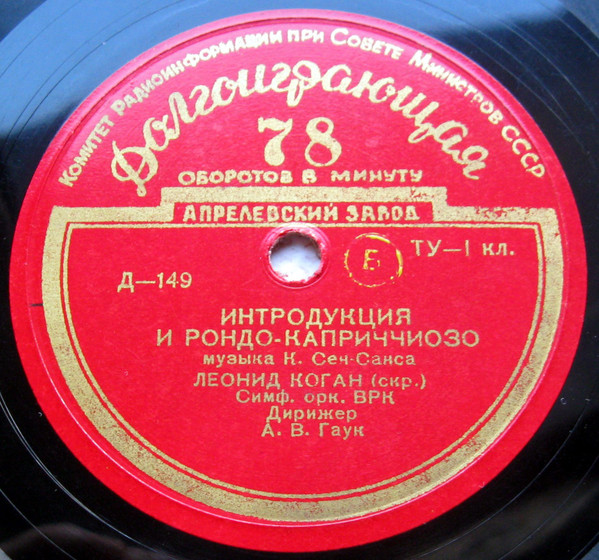 Комитет Радиоинформации при Совете Министров СССР
Долгоиграющая
78
ОБОРОТОВ В МИНУТУ
АПРЕЛЕВСКИЙ ЗАВОД
Б
ТУ—I кл.
Д—149
ИНТРОДУКЦИЯ
И РОНДО-КАПРИЧЧИОЗО
музыка К. Сен-Санса
ЛЕОНИД КОГАН (скр.)
Симф. орк. ВРК
Дирижер
А. В. Гаук